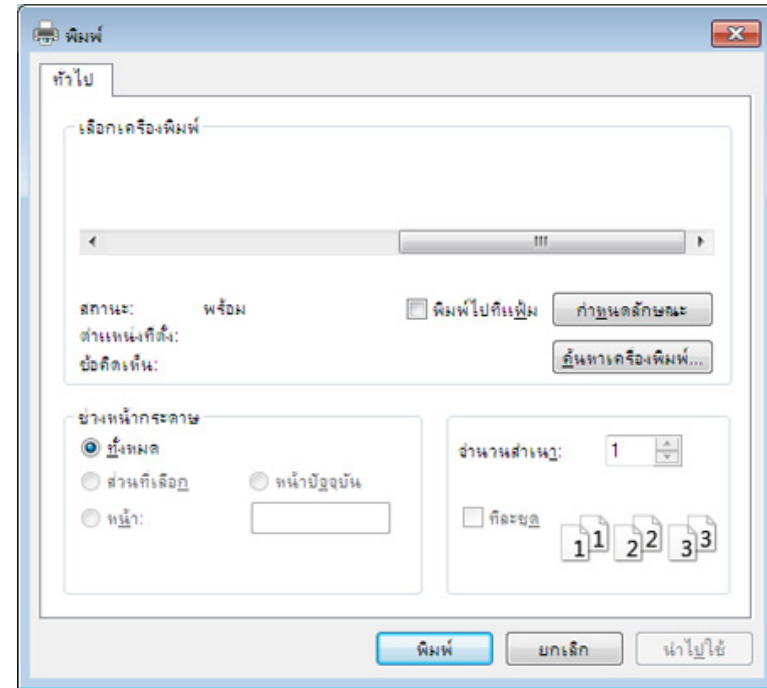 พิมพ์
ทั่วไป
เลือกเครื่องพิมพ์
สถานะ: พร้อม
พิมพ์ไปที่แฟ้ม
กำหนดลักษณะ
ตำแหน่งที่ตั้ง:
ข้อคิดเห็น:
ค้นหาเครื่องพิมพ์...
ช่วงหน้ากระดาษ
ทั้งหมด
ส่วนที่เลือก
หน้าปัจจุบัน
หน้า:
จำนวนสำเนา: 1
ทีละชุด
1 1 2 2 3 3
พิมพ์
ยกเลิก
นำไปใช้